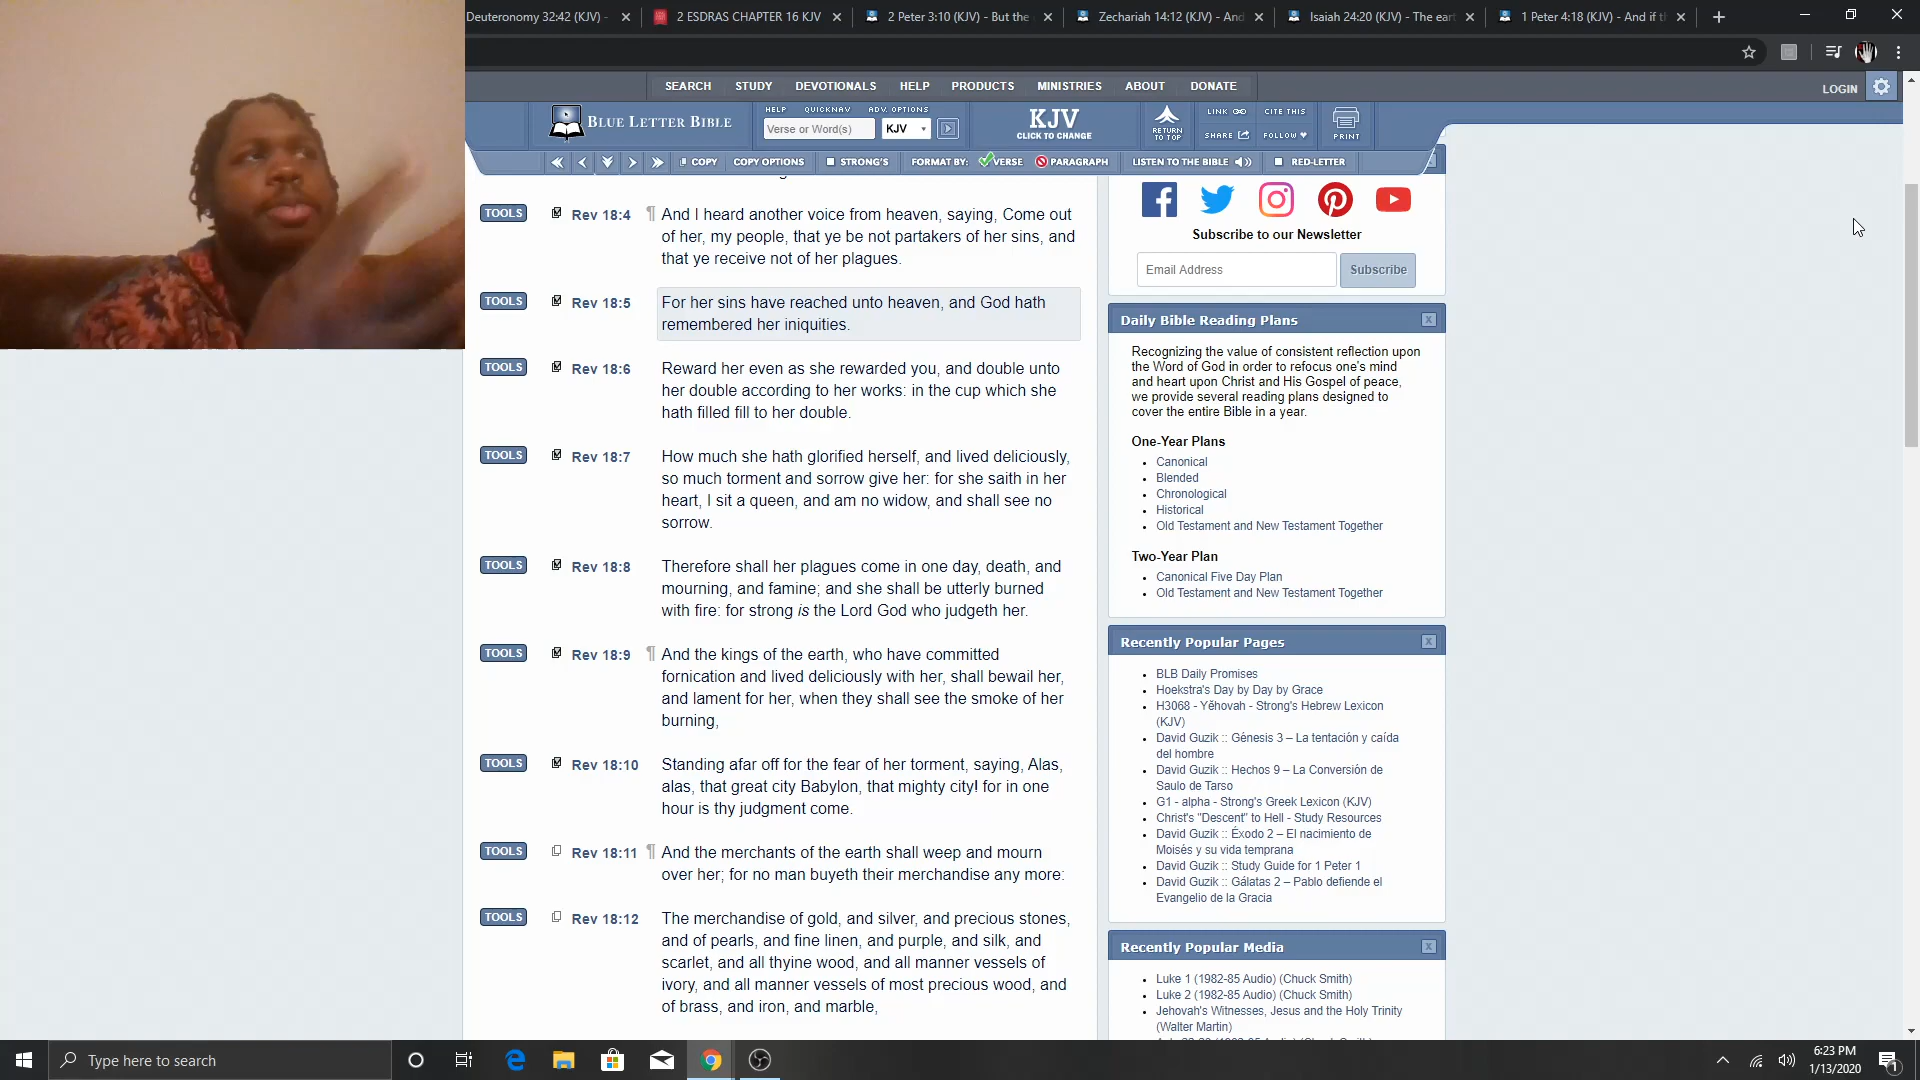 Deuteronomy 32:42 (KJV) -
2 ESDRAS CHAPTER 16 KJV
2 Peter 3:10 (KJV) - But the
Zechariah 14:12 (KJV) - And
Isaiah 24:20 (KJV) - The eart
1 Peter 4:18 (KJV) - And if th
SEARCH STUDY DEVOTIONALS HELP PRODUCTS MINISTRIES ABOUT DONATE
LOGIN
BLUE LETTER BIBLE
HELP QUICKNAV ADV. OPTIONS
Verse or Word(s) KJV
KJV
CLICK TO CHANGE
RETURN
TO TOP
LINK CITE THIS
SHARE FOLLOW
PRINT
COPY COPY OPTIONS STRONG'S FORMAT BY: VERSE PARAGRAPH LISTEN TO THE BIBLE RED-LETTER
TOOLS Rev 18:4 ¶ And I heard another voice from heaven, saying, Come out
of her, my people, that ye be not partakers of her sins, and
that ye receive not of her plagues.
TOOLS Rev 18:5 For her sins have reached unto heaven, and God hath
remembered her iniquities.
TOOLS Rev 18:6 Reward her even as she rewarded you, and double unto
her double according to her works: in the cup which she
hath filled fill to her double.
TOOLS Rev 18:7 How much she hath glorified herself, and lived deliciously,
so much torment and sorrow give her: for she saith in her
heart, I sit a queen, and am no widow, and shall see no
sorrow.
TOOLS Rev 18:8 Therefore shall her plagues come in one day, death, and
mourning, and famine; and she shall be utterly burned
with fire: for strong is the Lord God who judgeth her.
TOOLS Rev 18:9 ¶ And the kings of the earth, who have committed
fornication and lived deliciously with her, shall bewail her,
and lament for her, when they shall see the smoke of her
burning,
TOOLS Rev 18:10 Standing afar off for the fear of her torment, saying, Alas,
alas, that great city Babylon, that mighty city! for in one
hour is thy judgment come.
TOOLS Rev 18:11 ¶ And the merchants of the earth shall weep and mourn
over her; for no man buyeth their merchandise any more:
TOOLS Rev 18:12 The merchandise of gold, and silver, and precious stones,
and of pearls, and fine linen, and purple, and silk, and
scarlet, and all thyine wood, and all manner vessels of
ivory, and all manner vessels of most precious wood, and
of brass, and iron, and marble,
Subscribe to our Newsletter
Email Address Subscribe
Daily Bible Reading Plans
Recognizing the value of consistent reflection upon
the Word of God in order to refocus one's mind
and heart upon Christ and His Gospel of peace,
we provide several reading plans designed to
cover the entire Bible in a year.
One-Year Plans
Canonical
Blended
Chronological
Historical
Old Testament and New Testament Together
Two-Year Plan
Canonical Five Day Plan
Old Testament and New Testament Together
Recently Popular Pages
BLB Daily Promises
Hoekstra's Day by Day by Grace
H3068 - Yĕhovah - Strong's Hebrew Lexicon
(KJV)
David Guzik :: Génesis 3 – La tentación y caída
del hombre
David Guzik :: Hechos 9 – La Conversión de
Saulo de Tarso
G1 - alpha - Strong's Greek Lexicon (KJV)
Christ's "Descent" to Hell - Study Resources
David Guzik :: Éxodo 2 – El nacimiento de
Moisés y su vida temprana
David Guzik :: Study Guide for 1 Peter 1
David Guzik :: Gálatas 2 – Pablo defiende el
Evangelio de la Gracia
Recently Popular Media
Luke 1 (1982-85 Audio) (Chuck Smith)
Luke 2 (1982-85 Audio) (Chuck Smith)
Jehovah's Witnesses, Jesus and the Holy Trinity
(Walter Martin)
Type here to search
6:23 PM
1/13/2020
1